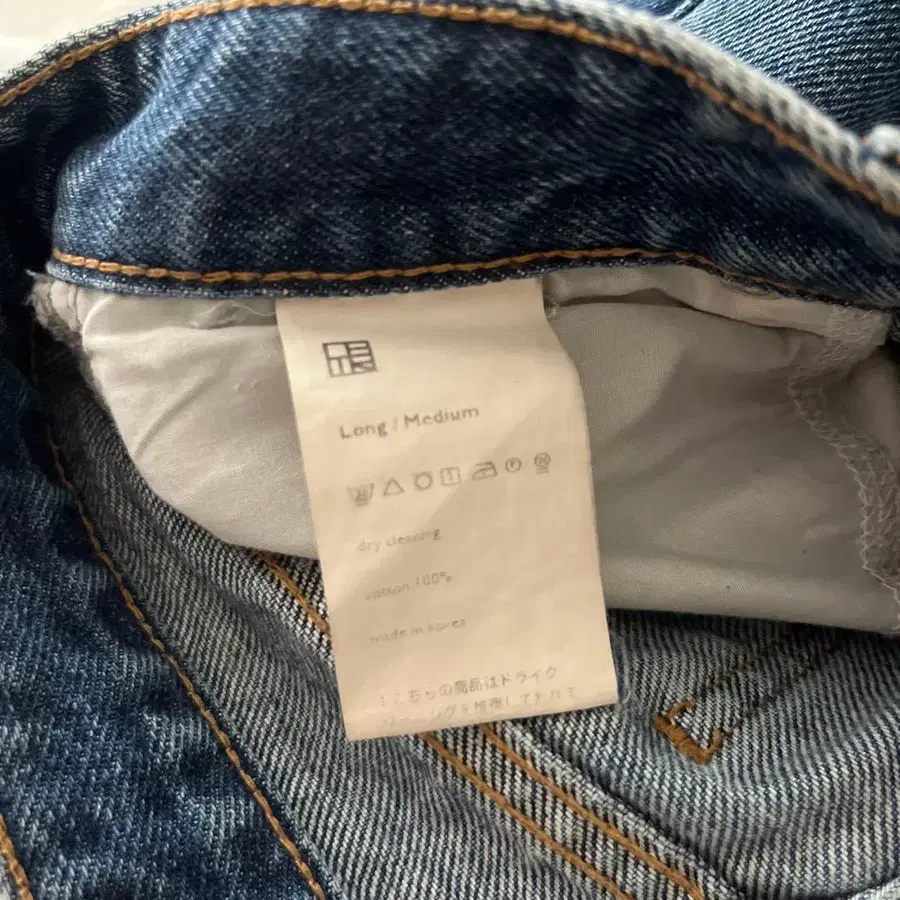 Long / Medium
dry cleaning
cotton 100%
made in korea
こちらの商品はドライク